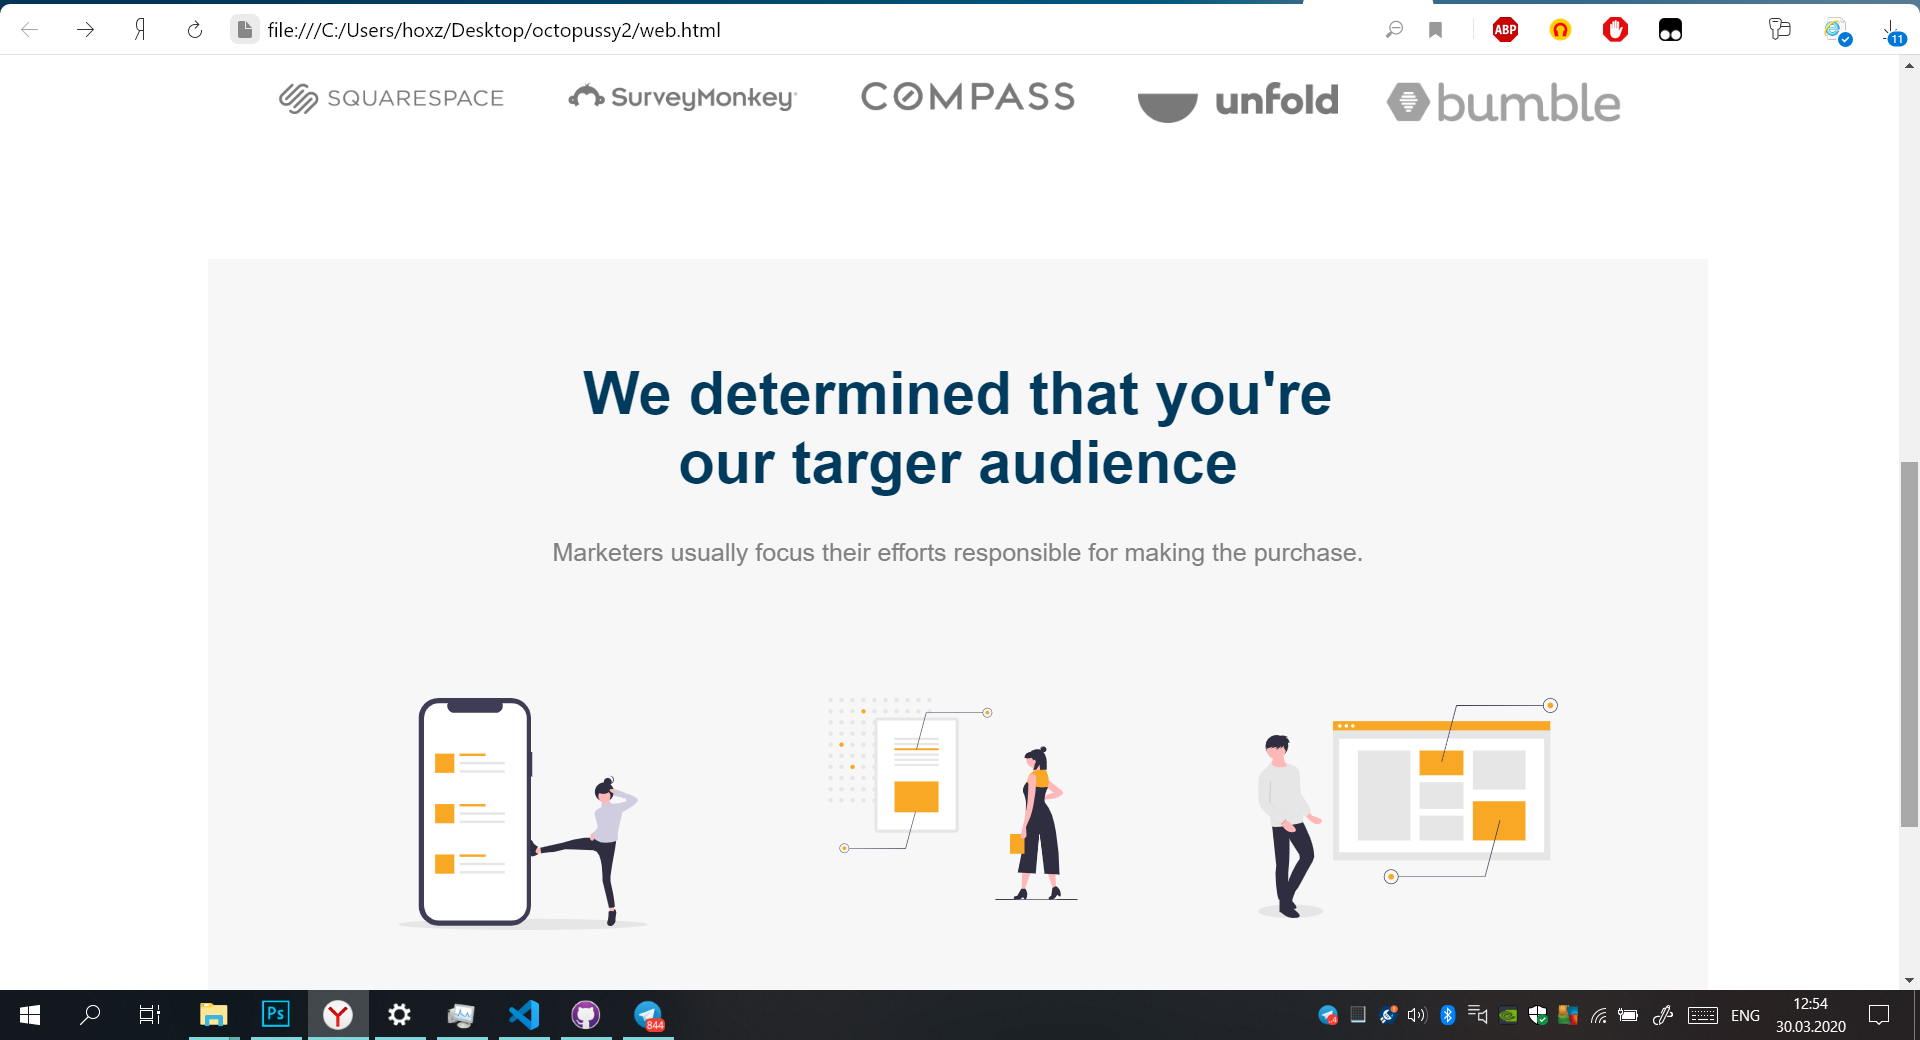 Я
file:///C:/Users/hoxz/Desktop/octopussy2/web.html
ABP
11
SQUARESPACE
SurveyMonkey
COMPASS
unfold
bumble
We determined that you're
our targer audience
Marketers usually focus their efforts responsible for making the purchase.
Ps
Y
844
ENG
12:54
30.03.2020